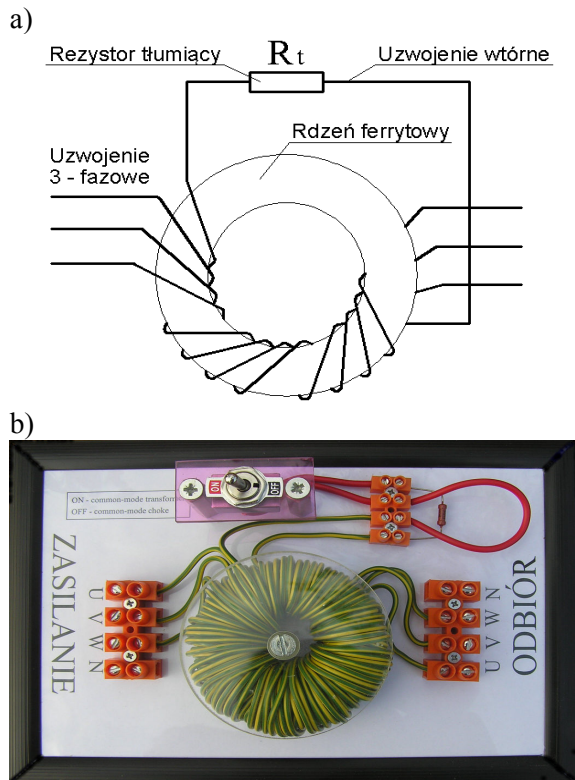 a)
Rezystor tłumiący
Rt
Uzwojenie wtórne
Rdzeń ferrytowy
Uzwojenie
3 - fazowe
b)
ON - common-mode transform
OFF - common-mode choke
ON
OFF
ZASILANIE
U V W N
U V W N
ODBIÓR